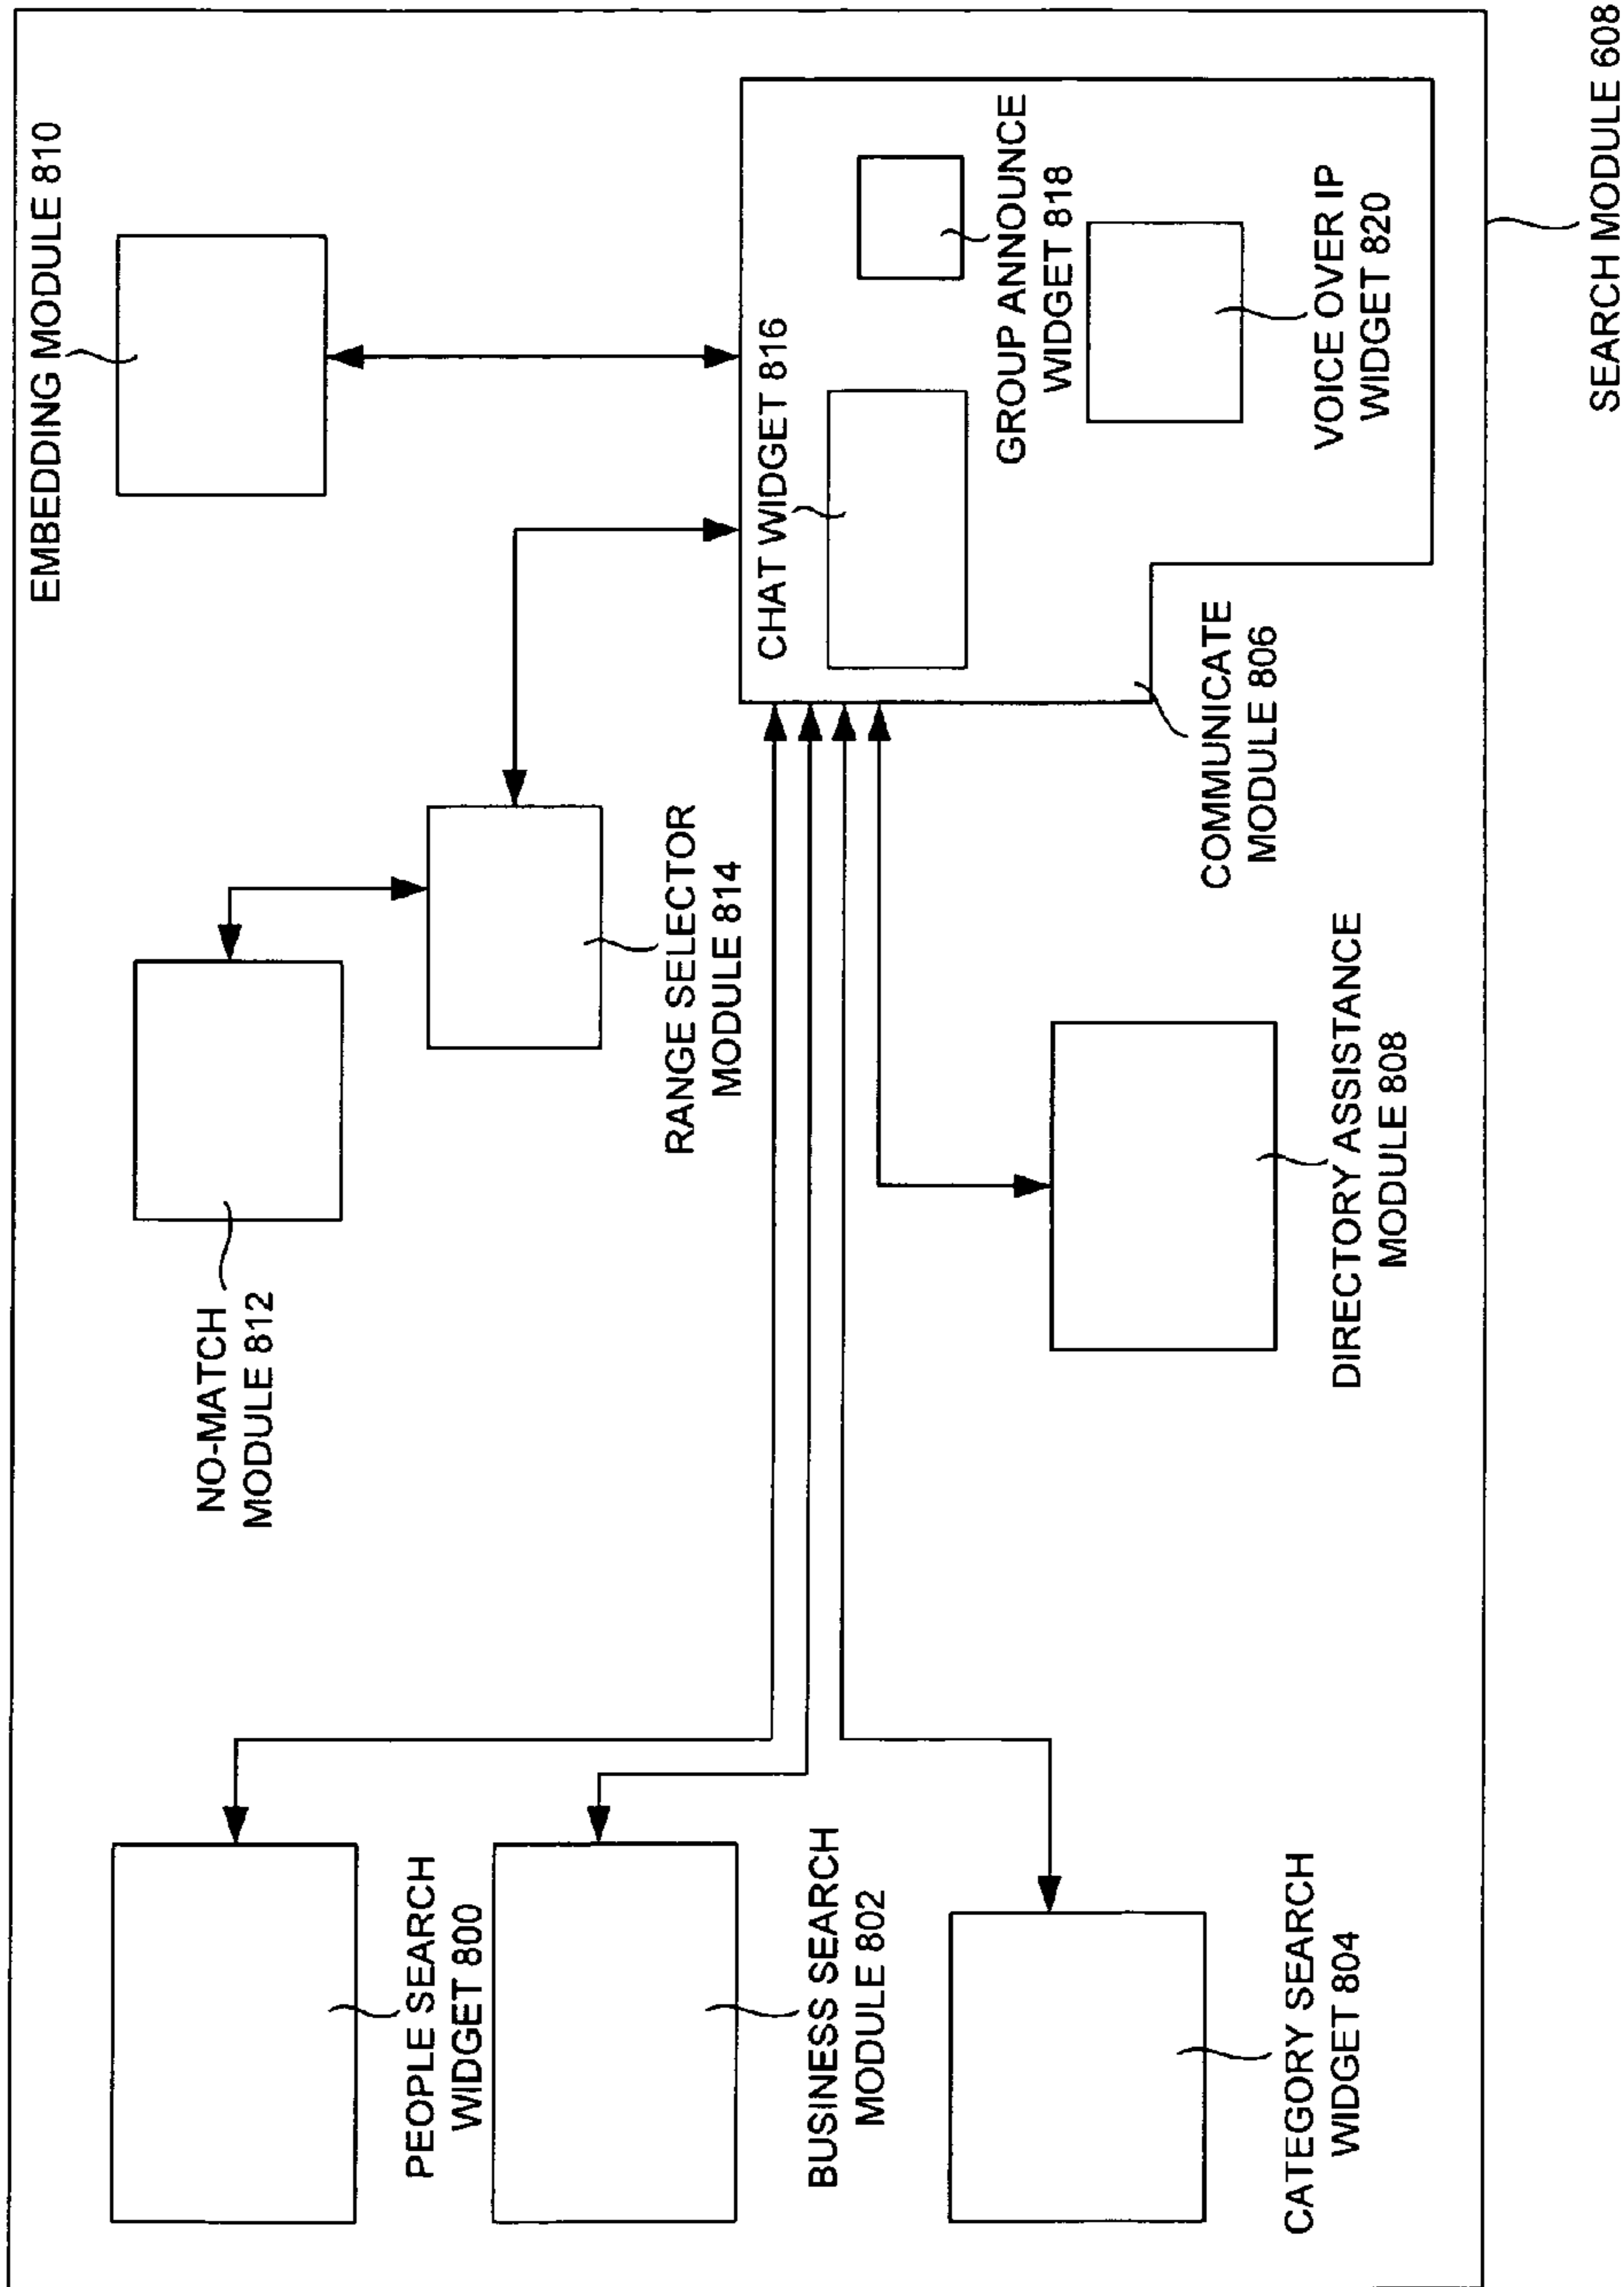 PEOPLE SEARCH
WIDGET 800
BUSINESS SEARCH
MODULE 802
CATEGORY SEARCH
WIDGET 804
NO-MATCH
MODULE 812
RANGE SELECTOR
MODULE 814
DIRECTORY ASSISTANCE
MODULE 808
EMBEDDING MODULE 810
CHAT WIDGET 816
GROUP ANNOUNCE
WIDGET 818
VOICE OVER IP
WIDGET 820
COMMUNICATE
MODULE 806
SEARCH MODULE 608